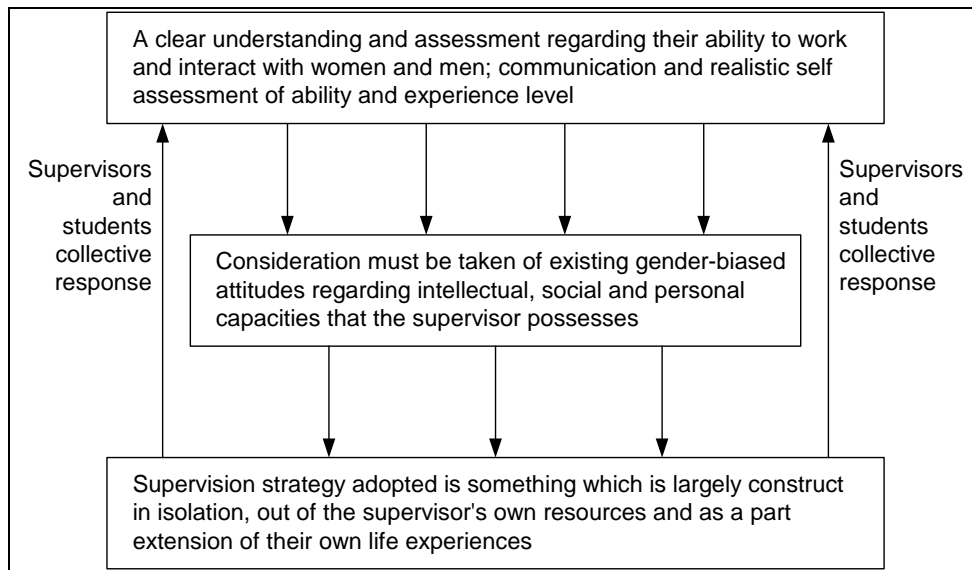 A clear understanding and assessment regarding their ability to work
and interact with women and men; communication and realistic self
assessment of ability and experience level
Supervisors
and
students
collective
response
Supervisors
and
students
collective
response
Consideration must be taken of existing gender-biased
attitudes regarding intellectual, social and personal
capacities that the supervisor possesses
Supervision strategy adopted is something which is largely construct
in isolation, out of the supervisor's own resources and as a part
extension of their own life experiences